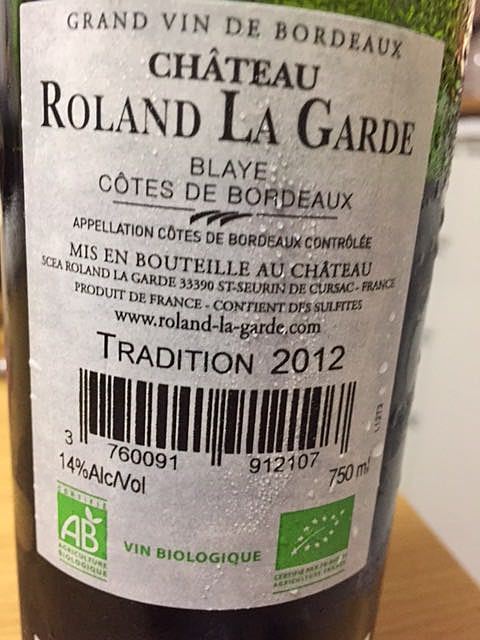 GRAND VIN DE BORDEAUX
CHÂTEAU
ROLAND LA GARDE
BLAYE
CÔTES DE BORDEAUX
APPELLATION CÔTES DE BORDEAUX CONTRÔLÉE
MIS EN BOUTEILLE AU CHÂTEAU
SCEA ROLAND LA GARDE 33390 ST-SEURIN DE CURSAC - FRANCE
PRODUIT DE FRANCE - CONTIENT DES SULFITES
www.roland-la-garde.com
TRADITION 2012
3 760091 912107
14%Alc/Vol 750 ml
CERTIFIÉ
AB
AGRICULTURE
BIOLOGIQUE
VIN BIOLOGIQUE
AGRICULTURE FRANCE